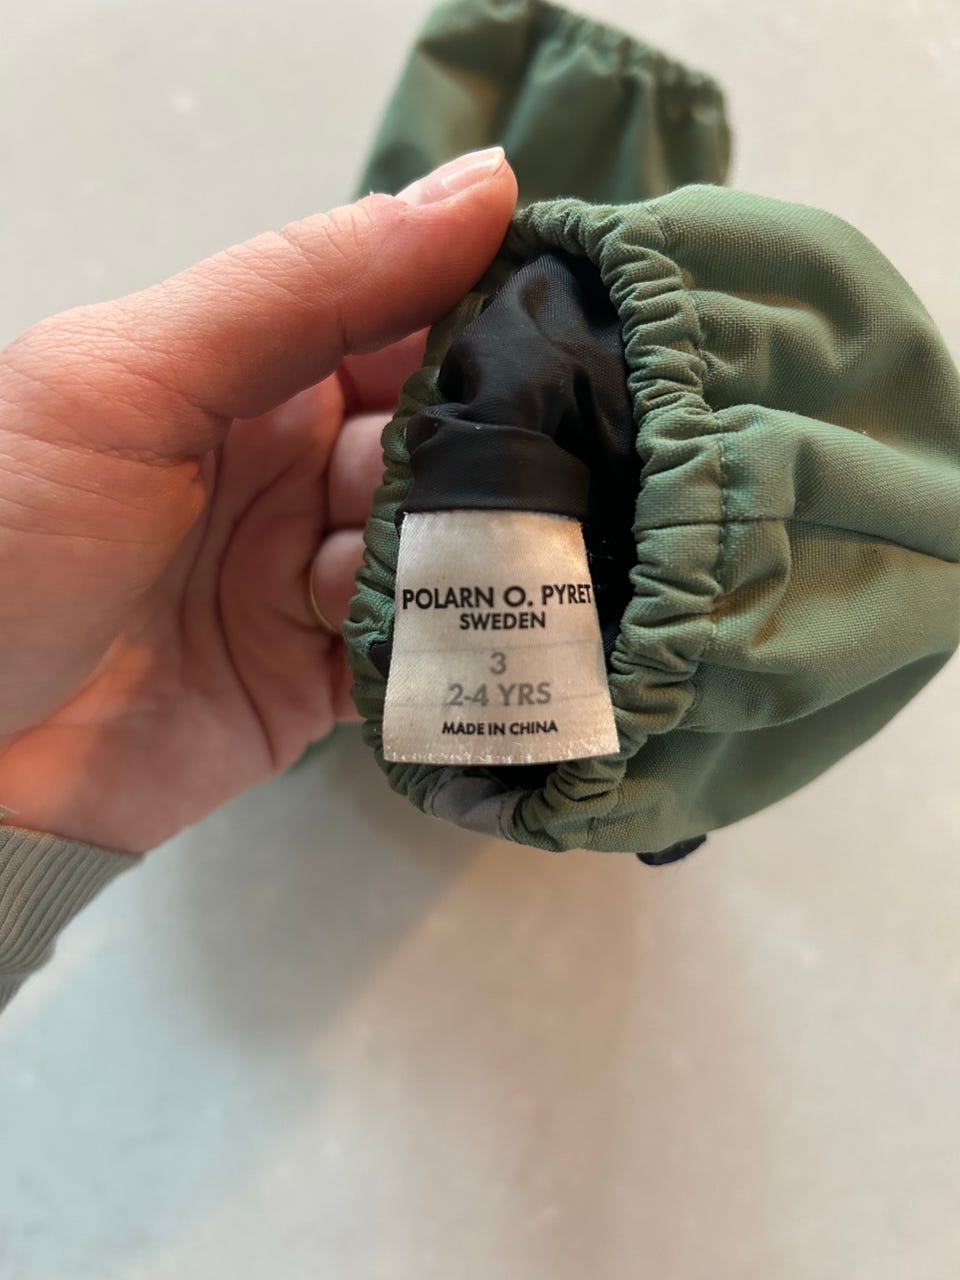 POLARN O. PYRET
SWEDEN
3
2-4 YRS
MADE IN CHINA